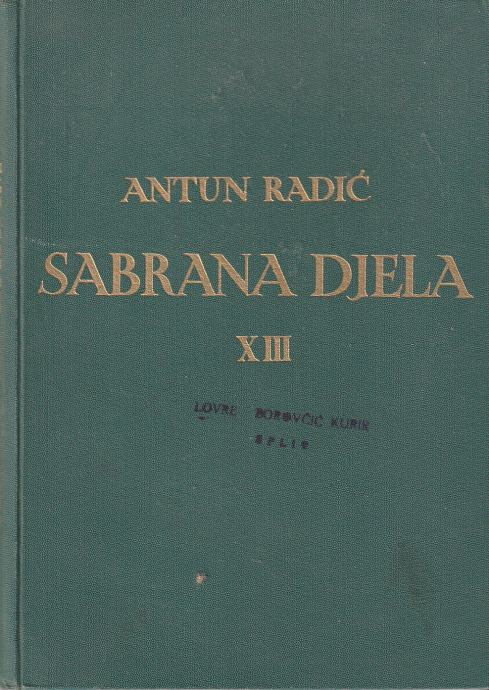 ANTUN RADIĆ
SABRANA DJELA
XIII
LOVRE BOROVČIĆ KURIR
SPLIT